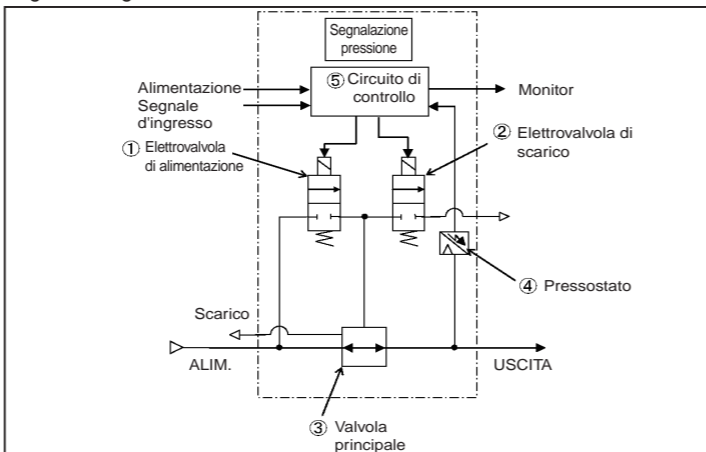 Segnalazione
pressione
⑤ Circuito di
controllo
Alimentazione
Segnale
d'ingresso
Monitor
① Elettrovalvola
di alimentazione
② Elettrovalvola di
scarico
④ Pressostato
Scarico
ALIM.
USCITA
③ Valvola
principale